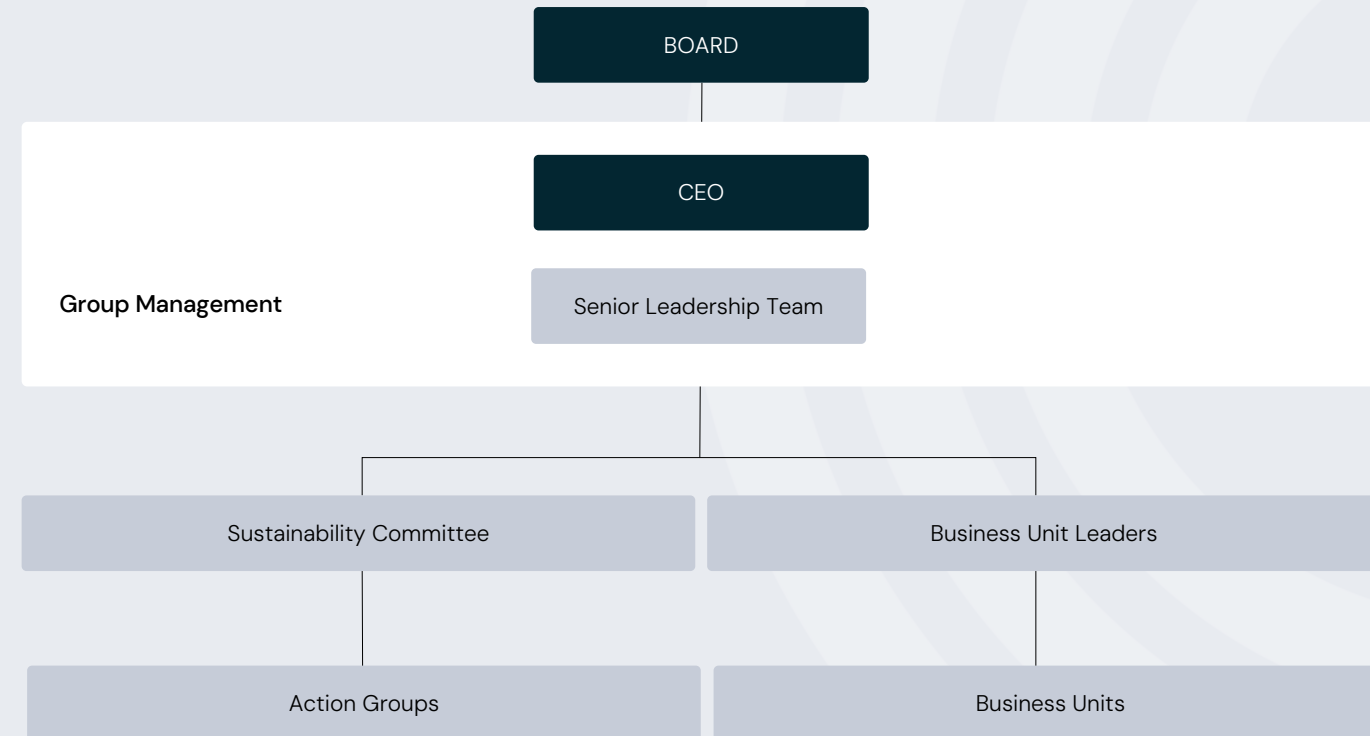 BOARD
CEO
Group Management
Senior Leadership Team
Sustainability Committee
Business Unit Leaders
Action Groups
Business Units